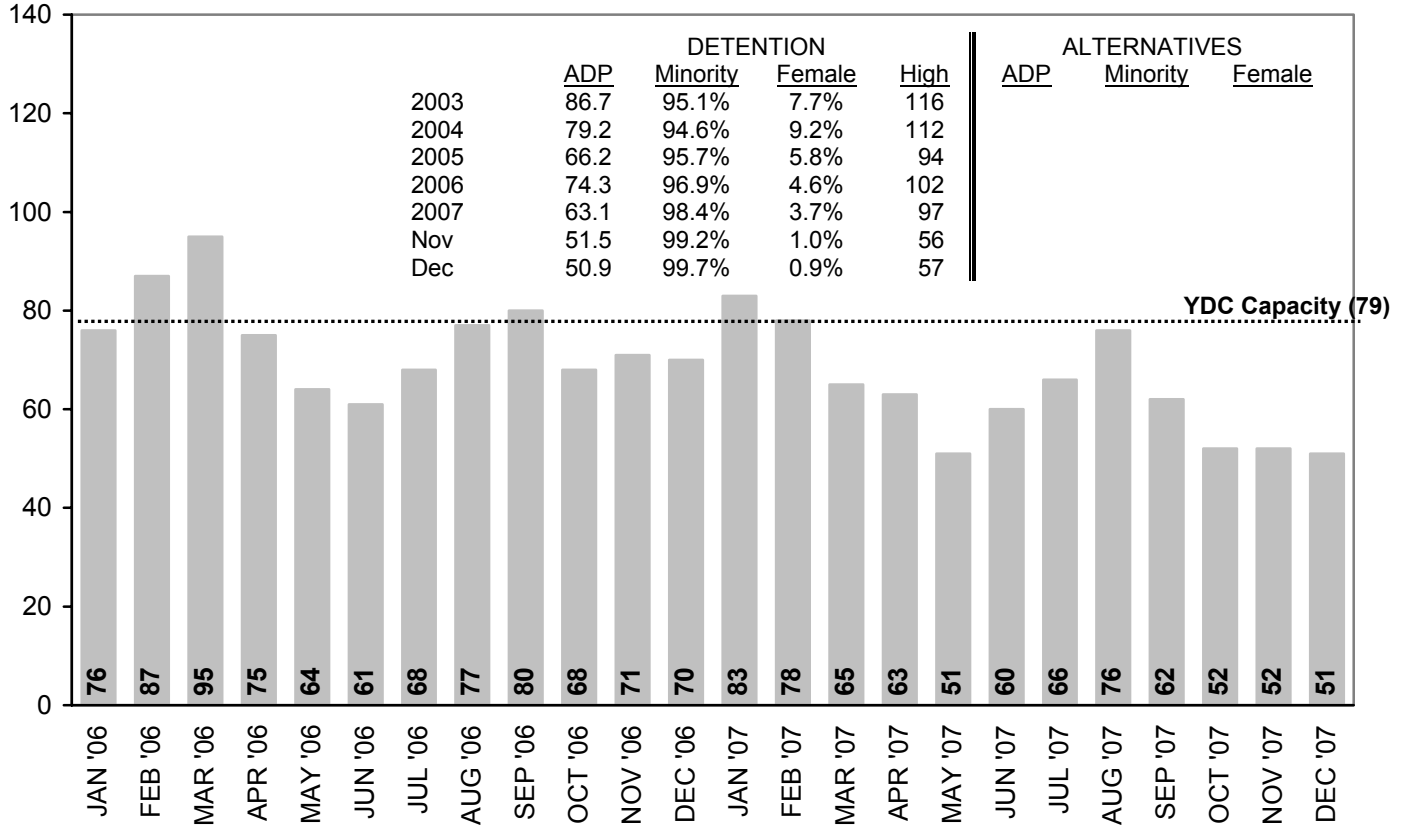 140
DETENTION ALTERNATIVES
ADP Minority Female High ADP Minority Female
2003 86.7 95.1% 7.7% 116
120
2004 79.2 94.6% 9.2% 112
2005 66.2 95.7% 5.8% 94
2006 74.3 96.9% 4.6% 102
100
2007 63.1 98.4% 3.7% 97
Nov 51.5 99.2% 1.0% 56
Dec 50.9 99.7% 0.9% 57
80
YDC Capacity (79)
60
40
20
76 87 95 75 64 61 68 77 80 68 71 70 83 78 65 63 51 60 66 76 62 52 52 51
0
JAN '06 FEB '06 MAR '06 APR '06 MAY '06 JUN '06 JUL '06 AUG '06 SEP '06 OCT '06 NOV '06 DEC '06 JAN '07 FEB '07 MAR '07 APR '07 MAY '07 JUN '07 JUL '07 AUG '07 SEP '07 OCT '07 NOV '07 DEC '07